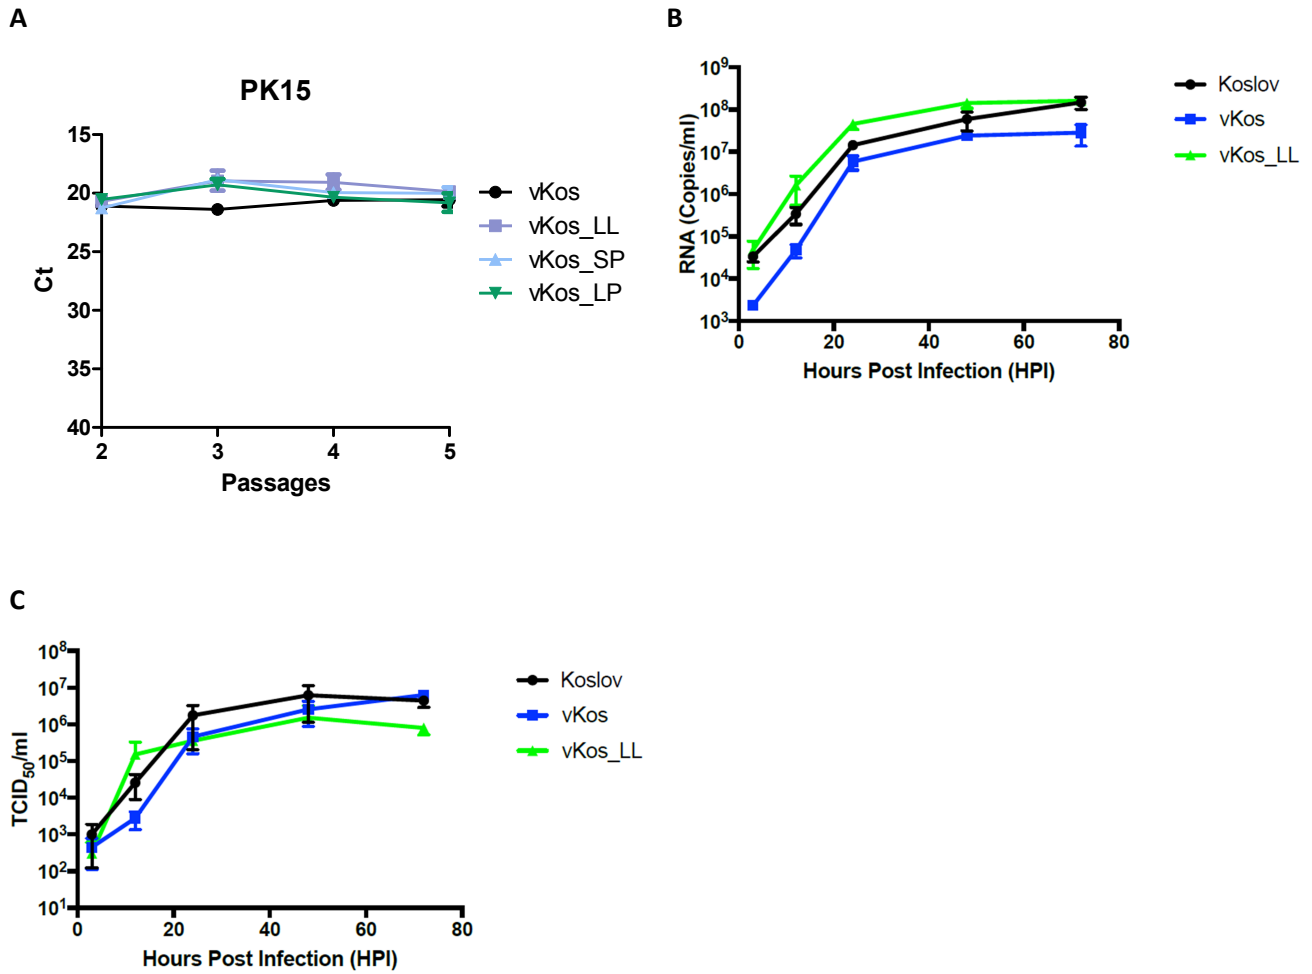 A
PK15
15
20
25
30
35
40
Ct
2 3 4 5
Passages
vKos
vKos_LL
vKos_SP
vKos_LP
B
10⁹
10⁸
10⁷
10⁶
10⁵
10⁴
10³
RNA (Copies/ml)
0 20 40 60 80
Hours Post Infection (HPI)
Koslov
vKos
vKos_LL
C
10⁸
10⁷
10⁶
10⁵
10⁴
10³
10²
10¹
TCID₅₀/ml
0 20 40 60 80
Hours Post Infection (HPI)
Koslov
vKos
vKos_LL